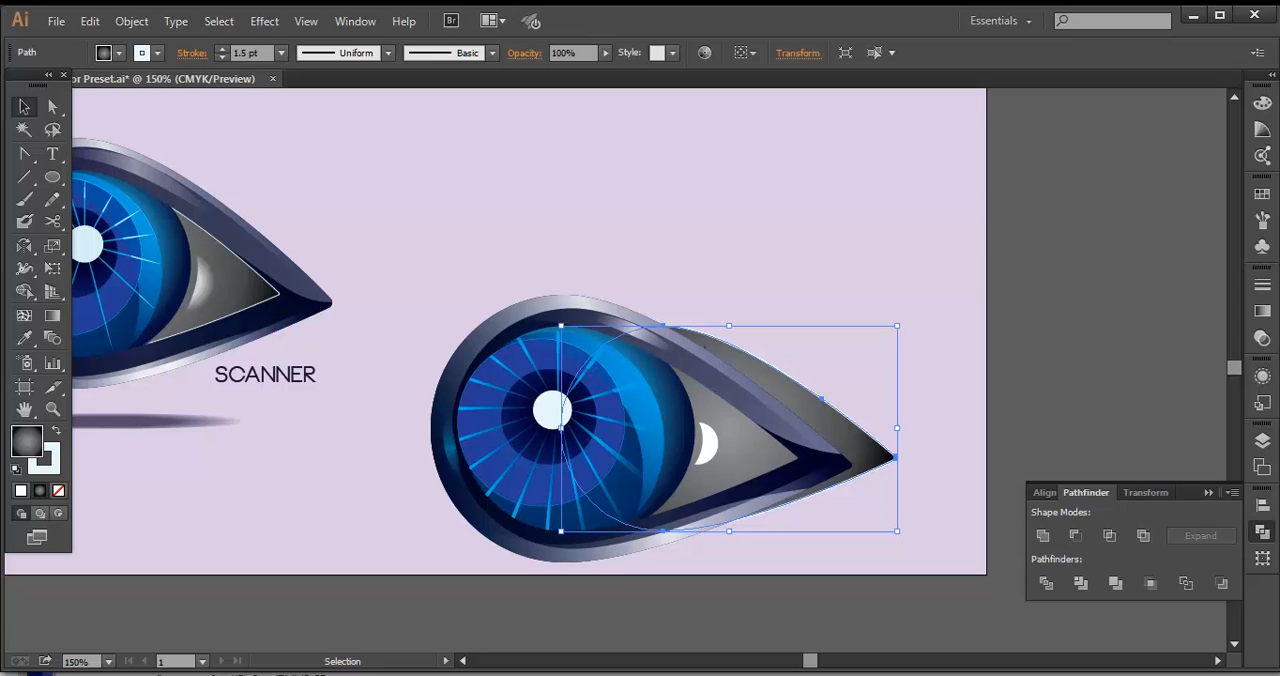 Ai File Edit Object Type Select Effect View Window Help Br Essentials
Path Stroke: 1.5 pt Uniform Basic Opacity: 100% Style: Transform
or Preset.ai* @ 150% (CMYK/Preview)
SCANNER
Align Pathfinder Transform
Shape Modes:
Expand
Pathfinders:
150% 1 Selection